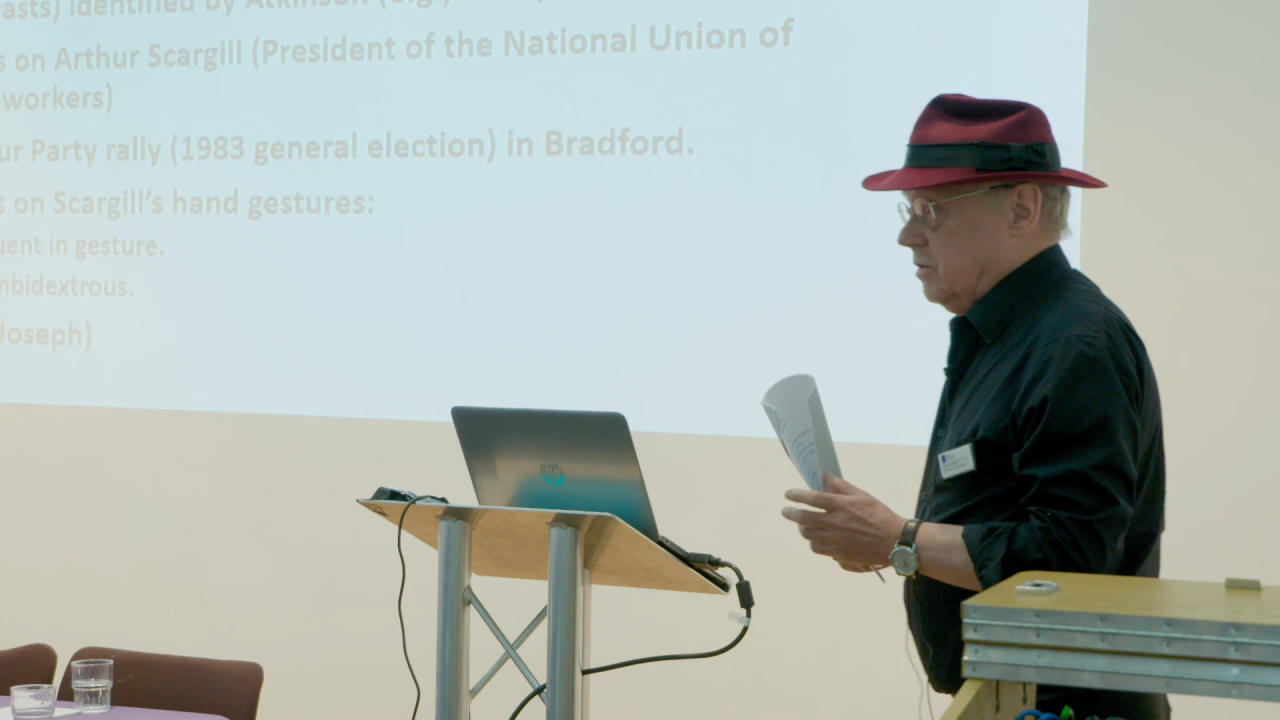 asts) identified by Atkinson (e.g.,
s on Arthur Scargill (President of the National Union of
workers)
ur Party rally (1983 general election) in Bradford.
s on Scargill's hand gestures:
uent in gesture.
mbidextrous.
Joseph)
hp